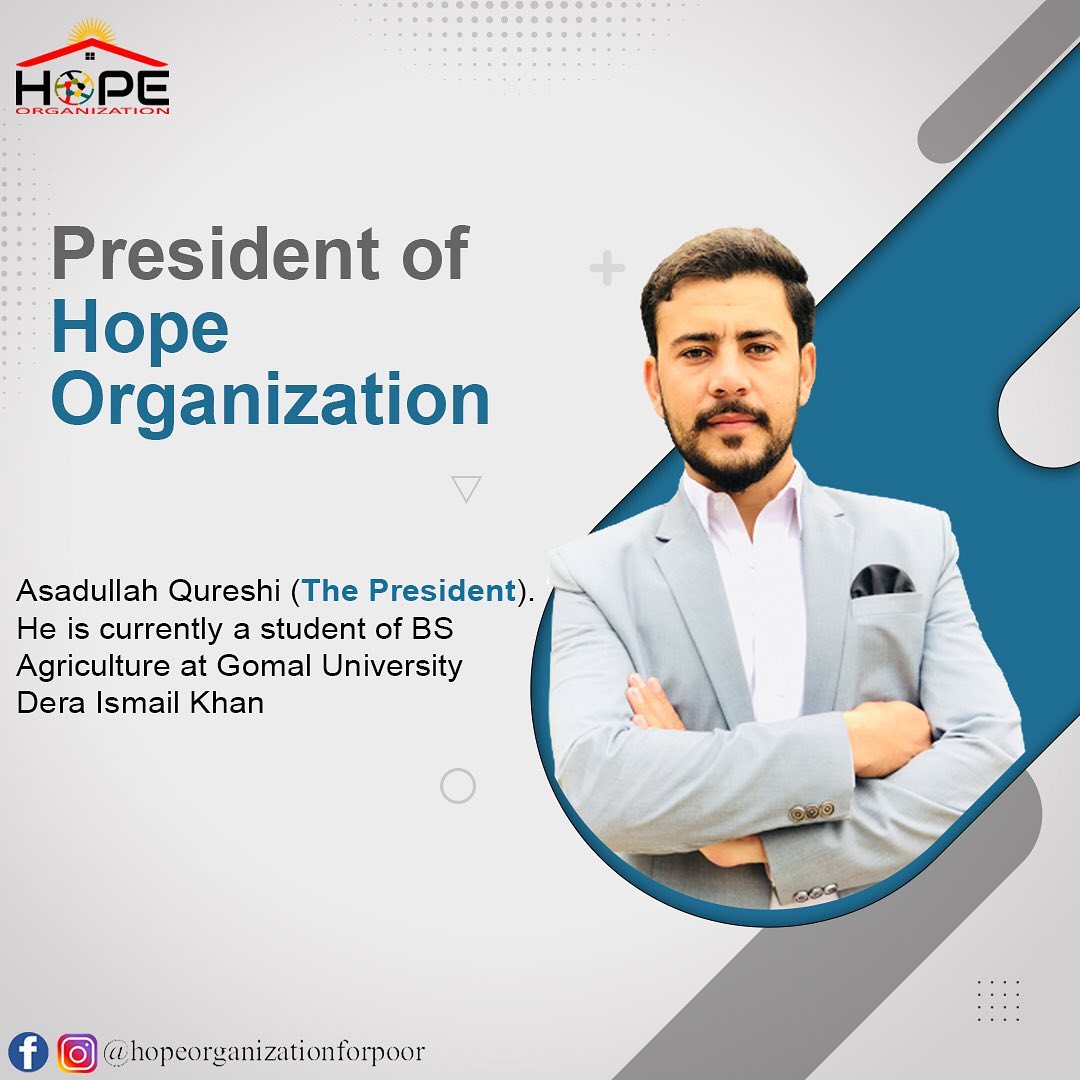 HOPE
ORGANIZATION
President of
Hope
Organization
Asadullah Qureshi (The President).
He is currently a student of BS
Agriculture at Gomal University
Dera Ismail Khan
@hopeorganizationforpoor